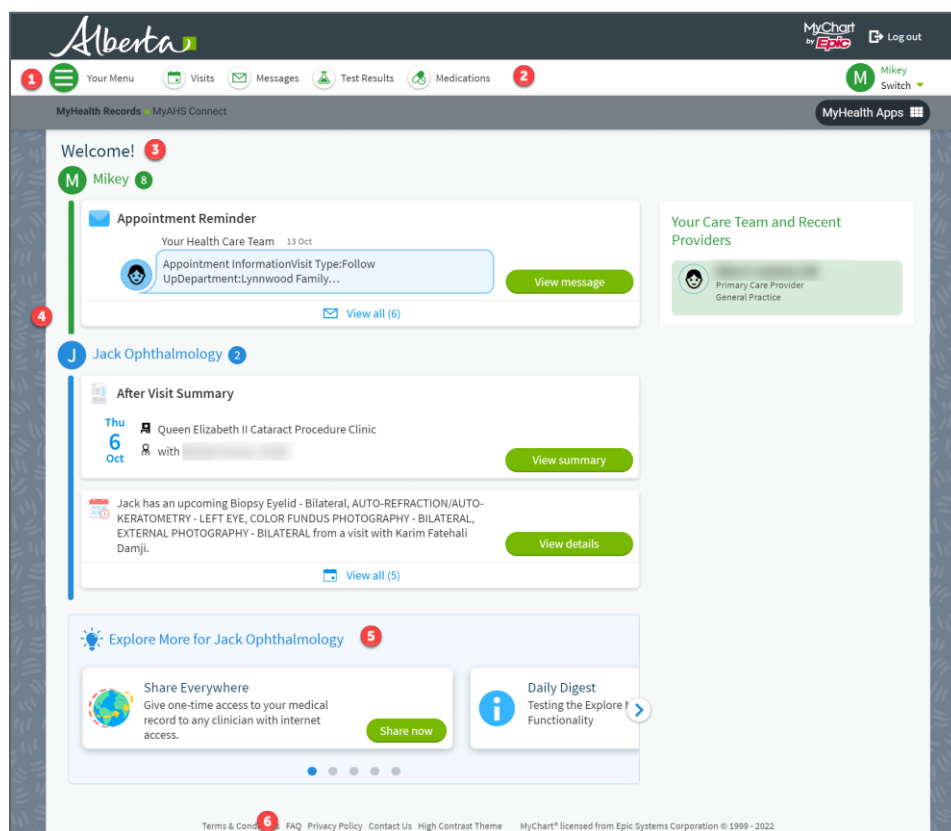 Alberta
MyChart
by Epic
Log out
1
Your Menu
Visits
Messages
Test Results
Medications
2
M
Mikey
Switch
MyHealth Records
MyAHS Connect
MyHealth Apps
Welcome!
3
M
Mikey
8
Appointment Reminder
Your Health Care Team 13 Oct
Appointment InformationVisit Type:Follow
UpDepartment:Lynnwood Family...
View message
View all (6)
Your Care Team and Recent
Providers
Primary Care Provider
General Practice
4
J
Jack Ophthalmology
2
After Visit Summary
Thu
6
Oct
Queen Elizabeth II Cataract Procedure Clinic
with
View summary
Jack has an upcoming Biopsy Eyelid - Bilateral, AUTO-REFRACTION/AUTO-
KERATOMETRY - LEFT EYE, COLOR FUNDUS PHOTOGRAPHY - BILATERAL,
EXTERNAL PHOTOGRAPHY - BILATERAL from a visit with Karim Fatehali
Damji.
View details
View all (5)
Explore More for Jack Ophthalmology
5
Share Everywhere
Give one-time access to your medical
record to any clinician with internet
access.
Share now
Daily Digest
Testing the Explore
Functionality
6
Terms & FAQ Privacy Policy Contact Us High Contrast Theme MyChart® licensed from Epic Systems Corporation © 1999 - 2022